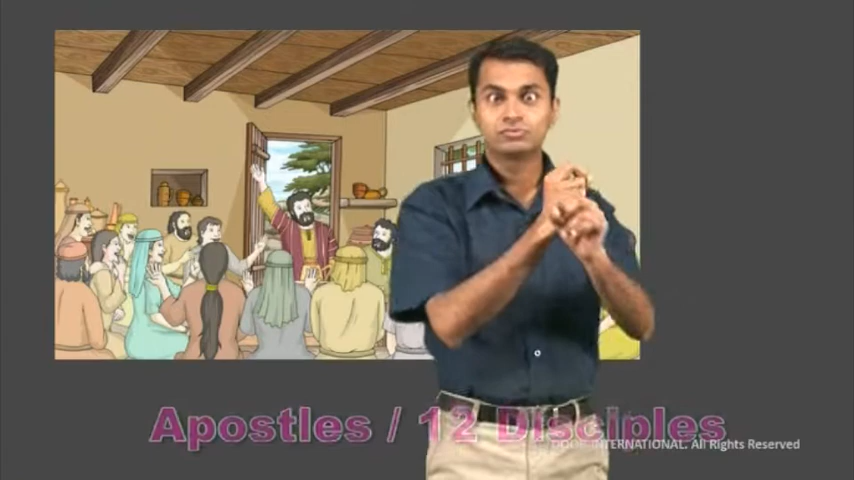 Apostles / 12 Disciples
DOOR INTERNATIONAL. All Rights Reserved